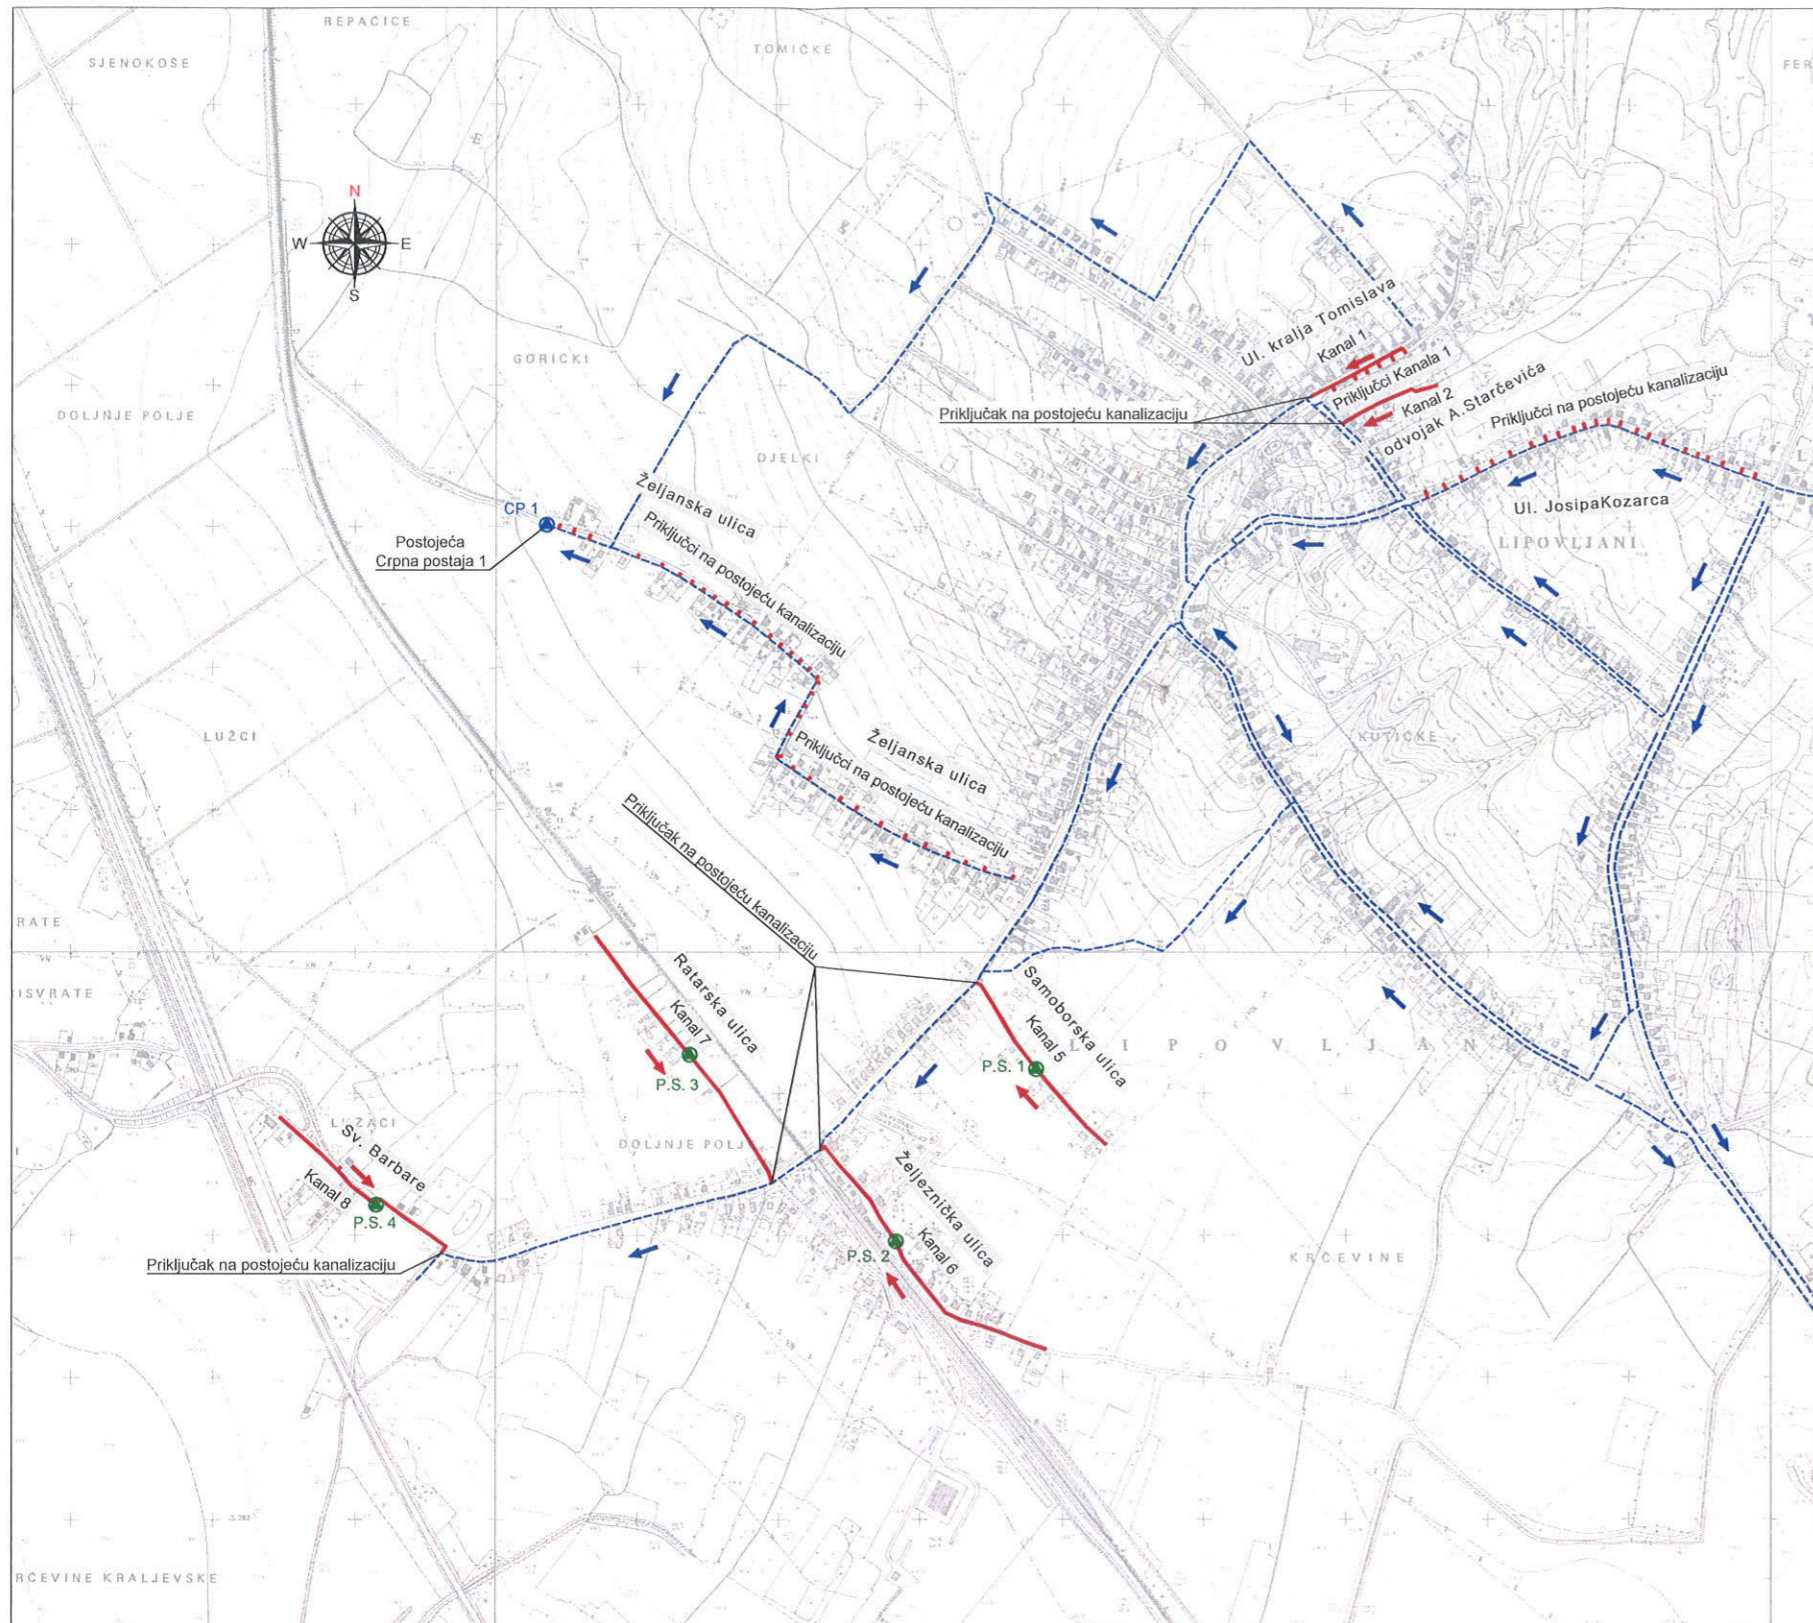 REPAČICE
SJENOKOŠE
TOMIČKE
FER
N
W
E
S
GORIČKI
DOLJNJE POLJE
Ul. kralja Tomislava
Kanal 1
Priključci Kanala 1
Kanal 2
odvojak A.Starčevića
Priključak na postojeću kanalizaciju
Priključci na postojeću kanalizaciju
L
DJELKI
Željanska ulica
CP 1
Priključci na postojeću kanalizaciju
Postojeća
Crpna postaja 1
Ul. JosipaKozarca
LIPOVLJANI
LUŽCI
Željanska ulica
Priključci na postojeću kanalizaciju
KUTIČKE
Priključak na postojeću kanalizaciju
RATE
ISVRATE
Ratarska ulica
Kanal 7
P.S. 3
Samoborska ulica
Kanal 5
P.S. 1
LIPOVLJANI
LUŽACI
Sv. Barbare
Kanal 8
P.S. 4
DOLJNJE POLJE
Željeznička ulica
Kanal 6
P.S. 2
Priključak na postojeću kanalizaciju
KRČEVINE
RČEVINE KRALJEVSKE